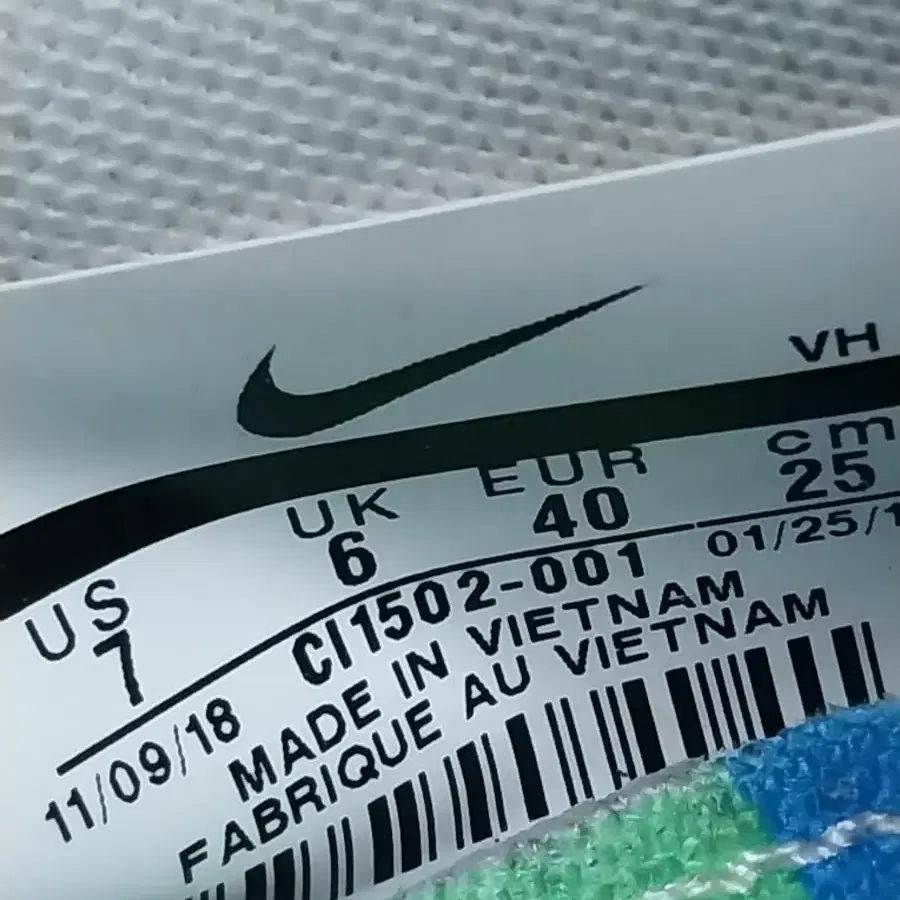 VH
US UK EUR cm
7 6 40 25
11/09/18 CI1502-001 01/25/1
MADE IN VIETNAM
FABRIQUE AU VIETNAM